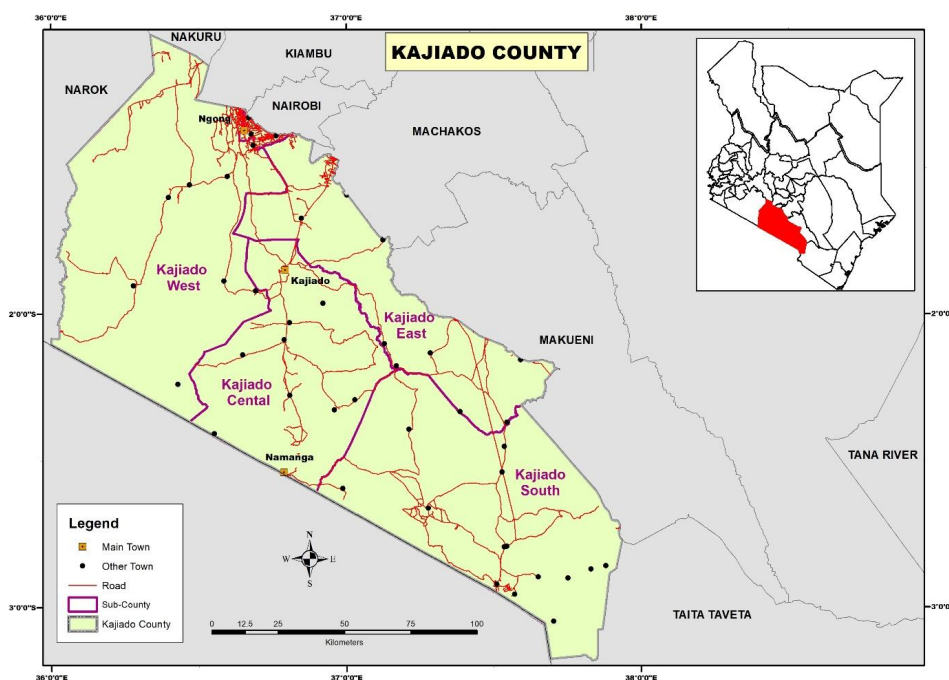 36°0'0"E
37°0'0"E
38°0'0"E
NAKURU
KIAMBU
KAJIADO COUNTY
NAROK
NAIROBI
Ngong
MACHAKOS
Kajiado
West
Kajiado
2°0'0"S
Kajiado
East
MAKUENI
Kajiado
Cental
Namanga
Kajiado
South
TANA RIVER
Legend
Main Town
Other Town
Road
Sub-County
Kajiado County
N
W
E
S
0 12.5 25 50 75 100
Kilometers
3°0'0"S
3°0'0"S
TAITA TAVETA
36°0'0"E
37°0'0"E
38°0'0"E